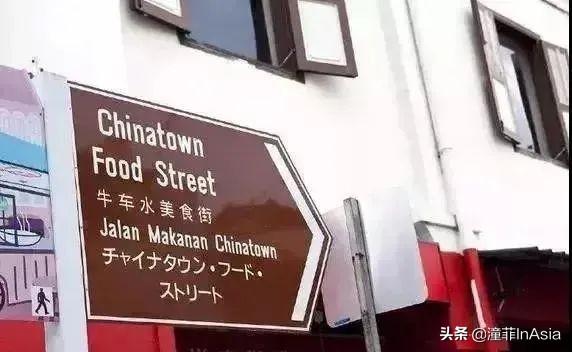 Chinatown
Food Street
牛车水美食街
Jalan Makanan Chinatown
チャイナタウン・フード・
ストリート
头条 @潼菲InAsia